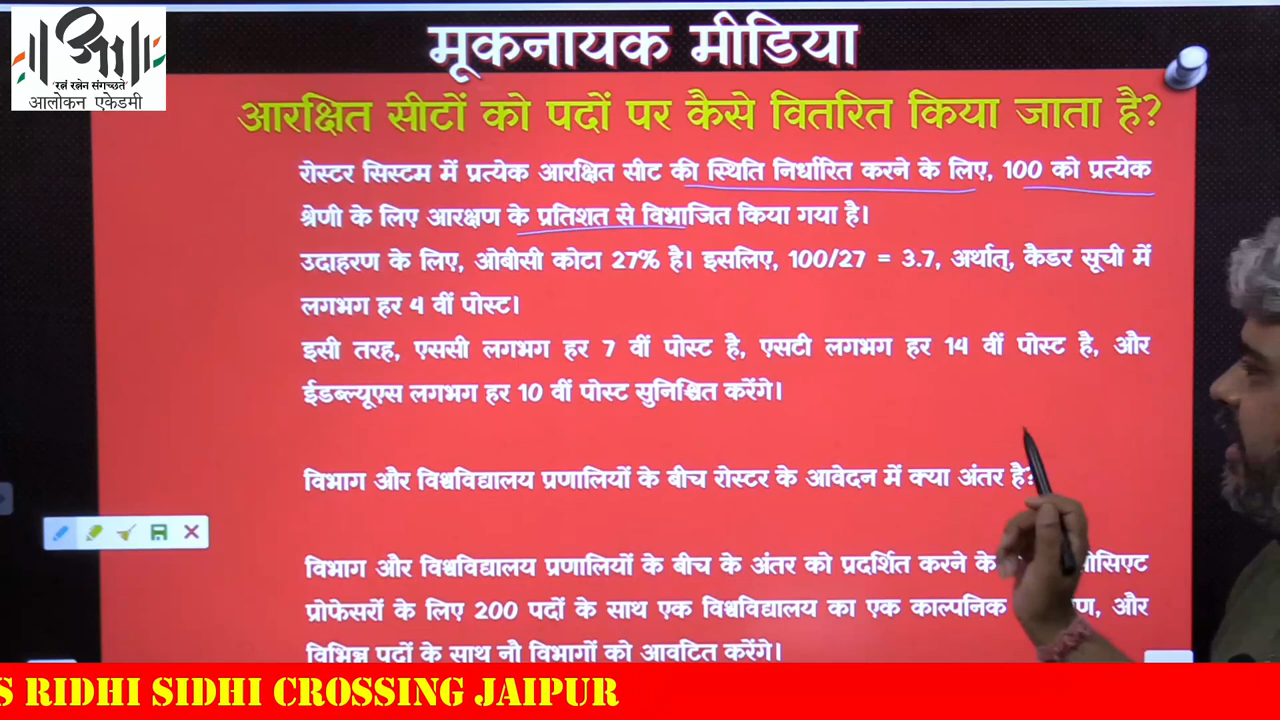 मूकनायक मीडिया
रत्नं रत्नेन संगच्छते
आलोकन एकेडमी
आरक्षित सीटों को पदों पर कैसे वितरित किया जाता है?
रोस्टर सिस्टम में प्रत्येक आरक्षित सीट की स्थिति निर्धारित करने के लिए, 100 को प्रत्येक
श्रेणी के लिए आरक्षण के प्रतिशत से विभाजित किया गया है।
उदाहरण के लिए, ओबीसी कोटा 27% है। इसलिए, 100/27 = 3.7, अर्थात्, कैडर सूची में
लगभग हर 4 वीं पोस्ट।
इसी तरह, एससी लगभग हर 7 वीं पोस्ट है, एसटी लगभग हर 14 वीं पोस्ट है, और
ईडब्ल्यूएस लगभग हर 10 वीं पोस्ट सुनिश्चित करेंगे।
विभाग और विश्वविद्यालय प्रणालियों के बीच रोस्टर के आवेदन में क्या अंतर है?
विभाग और विश्वविद्यालय प्रणालियों के बीच के अंतर को प्रदर्शित करने के
प्रोफेसरों के लिए 200 पदों के साथ एक विश्वविद्यालय का एक काल्पनिक और
विभिन्न पदों के साथ नौ विभागों को आवटित करेंगे।
S RIDHI SIDHI CROSSING JAIPUR